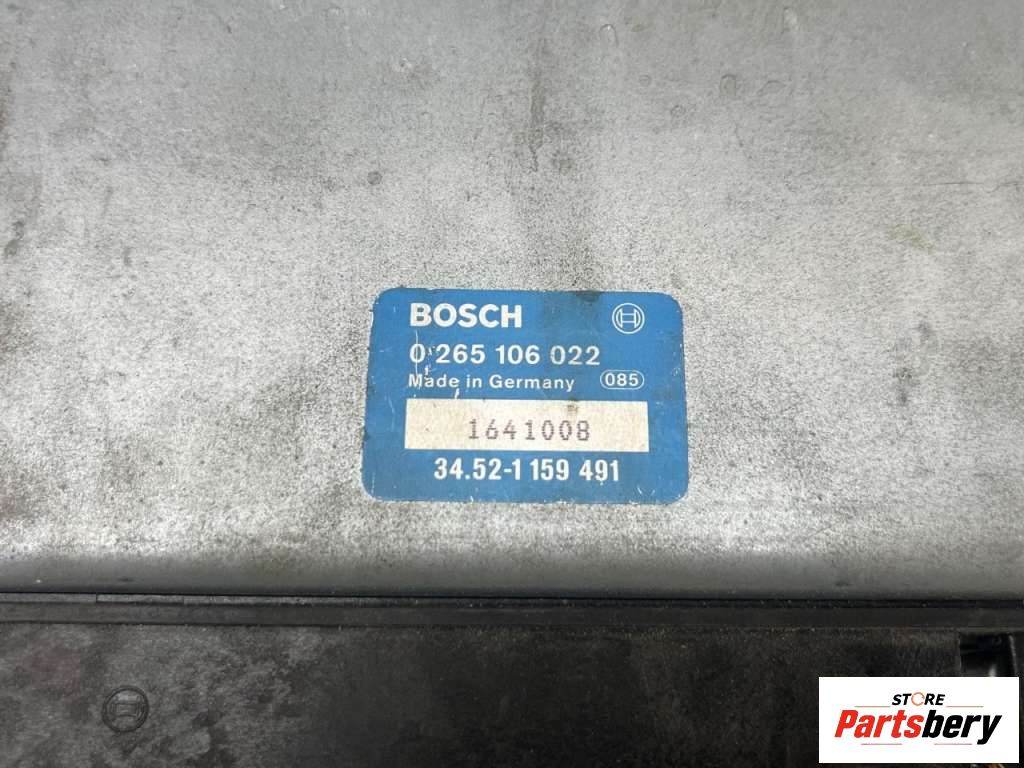 BOSCH
0 265 106 022
Made in Germany 085
1641008
34.52-1 159 491
STORE
Partsbery